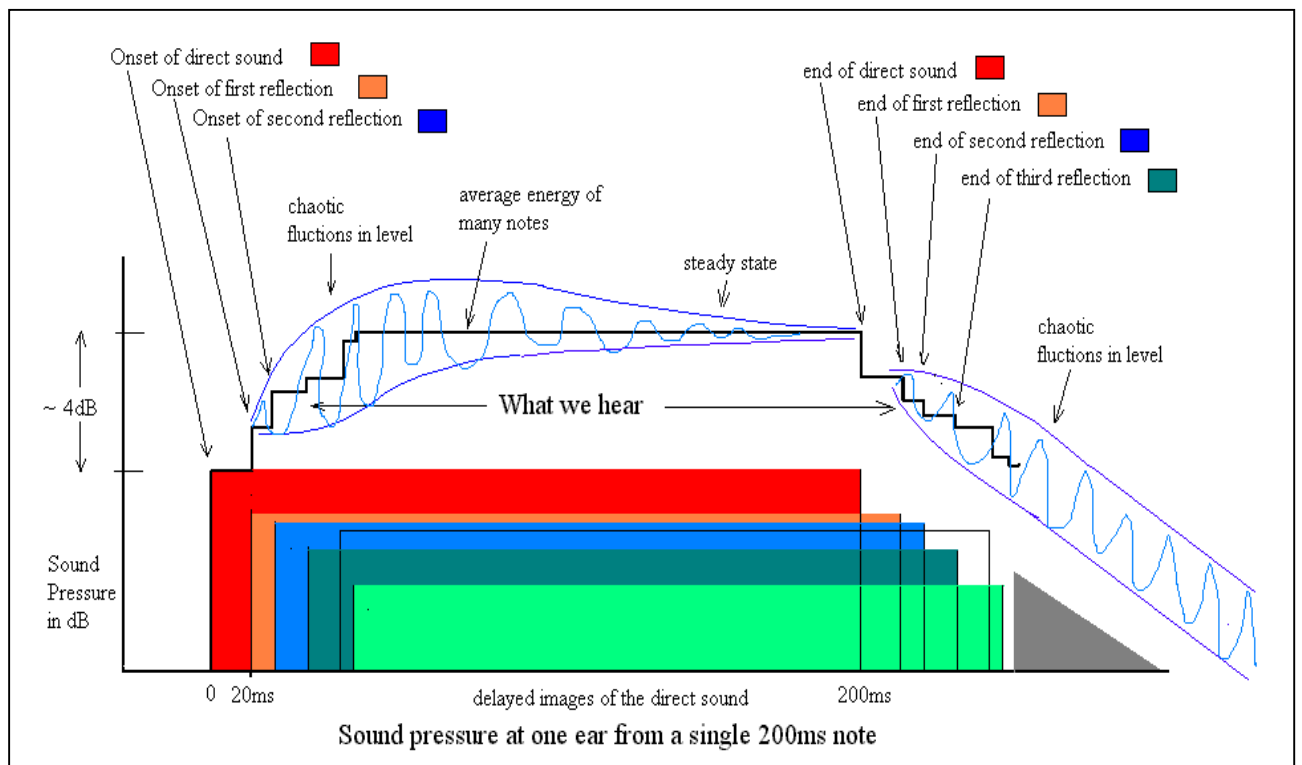 Onset of direct sound
Onset of first reflection
Onset of second reflection
end of direct sound
end of first reflection
end of second reflection
end of third reflection
chaotic
fluctions in level
average energy of
many notes
steady state
chaotic
fluctions in level
~ 4dB
What we hear
Sound
Pressure
in dB
0 20ms delayed images of the direct sound 200ms
Sound pressure at one ear from a single 200ms note